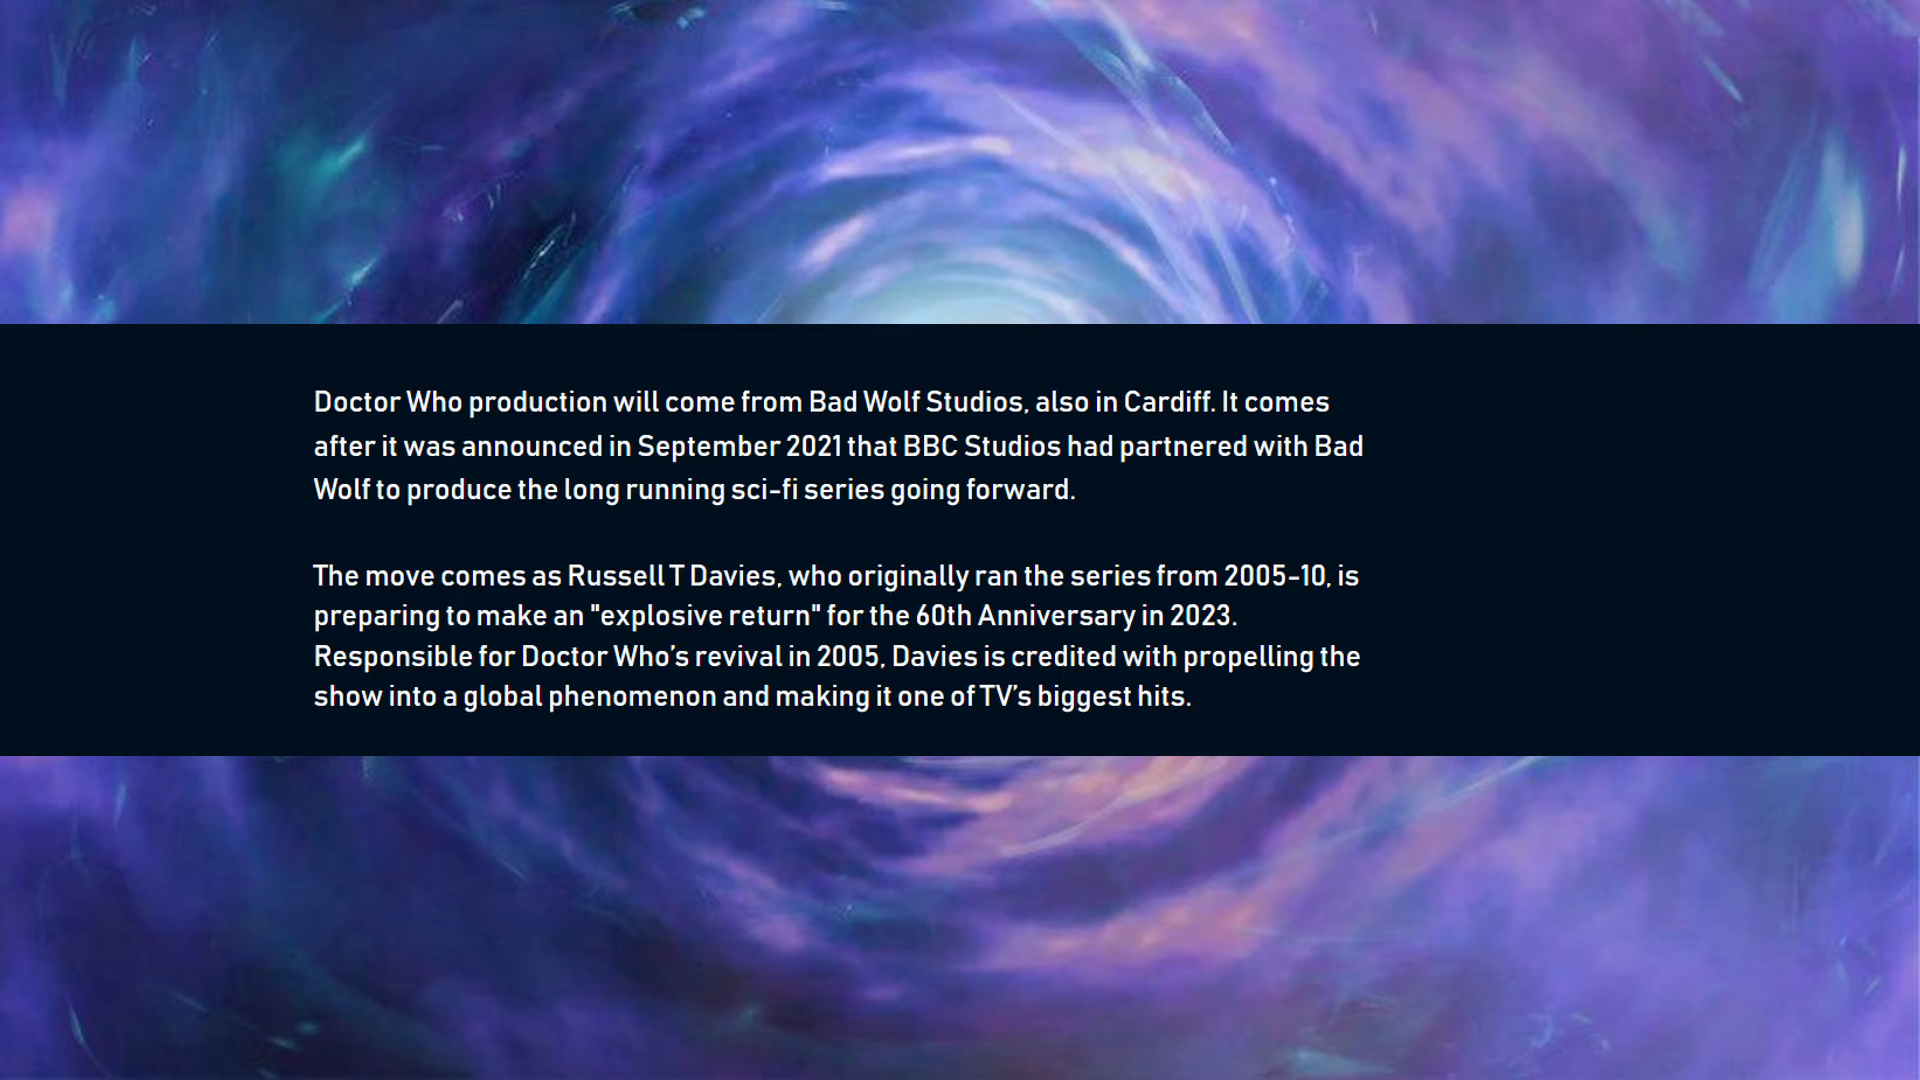 Doctor Who production will come from Bad Wolf Studios, also in Cardiff. It comes
after it was announced in September 2021 that BBC Studios had partnered with Bad
Wolf to produce the long running sci-fi series going forward.
The move comes as Russell T Davies, who originally ran the series from 2005-10, is
preparing to make an "explosive return" for the 60th Anniversary in 2023.
Responsible for Doctor Who’s revival in 2005, Davies is credited with propelling the
show into a global phenomenon and making it one of TV’s biggest hits.